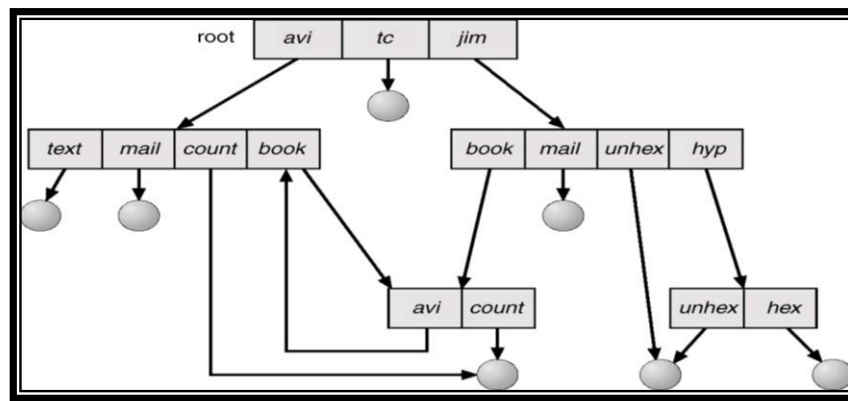 root avi tc jim
text mail count book book mail unhex hyp
avi count unhex hex